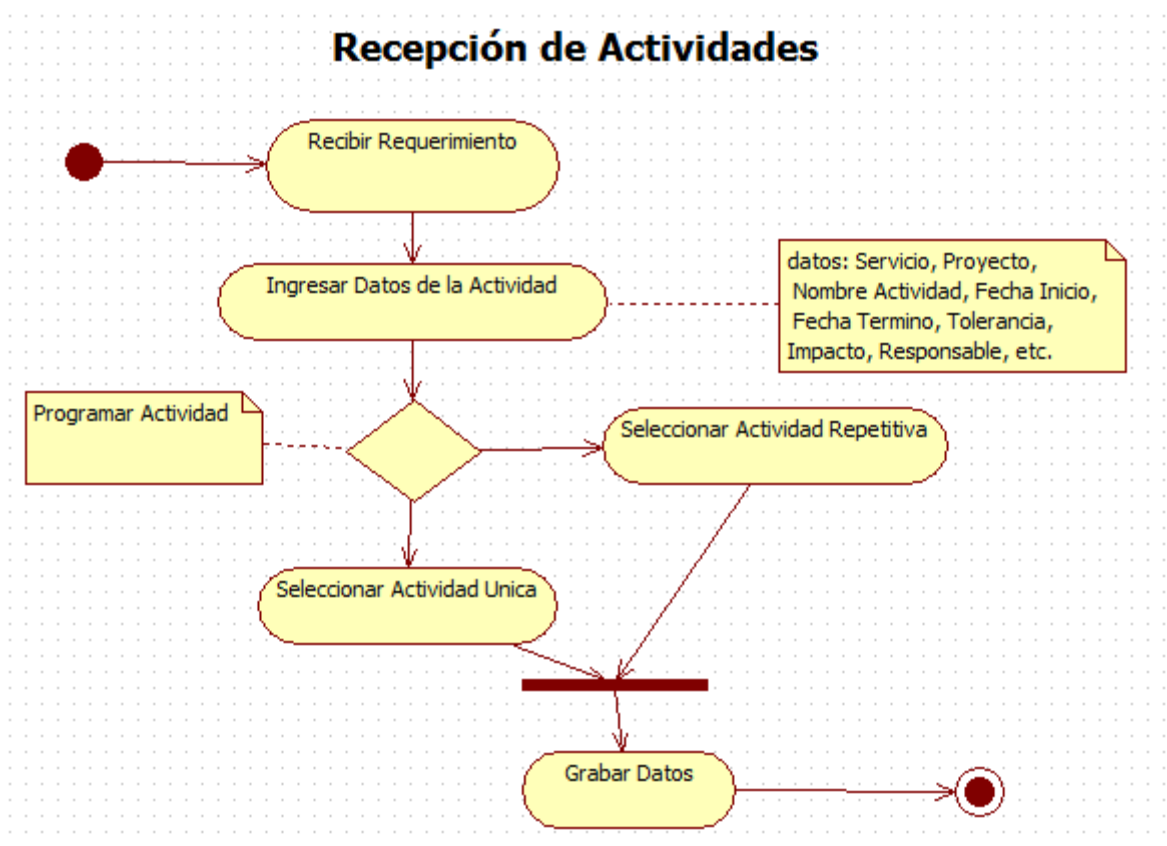 Recepción de Actividades
Recibir Requerimiento
Ingresar Datos de la Actividad
datos: Servicio, Proyecto,
Nombre Actividad, Fecha Inicio,
Fecha Termino, Tolerancia,
Impacto, Responsable, etc.
Programar Actividad
Seleccionar Actividad Repetitiva
Seleccionar Actividad Unica
Grabar Datos